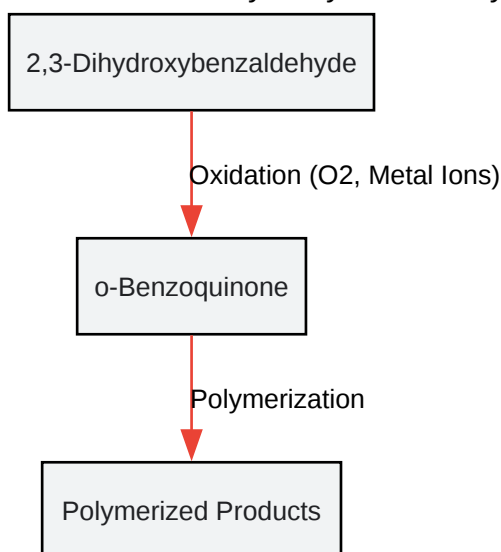 2,3-Dihydroxybenzaldehyde
Oxidation (O2, Metal Ions)
o-Benzoquinone
Polymerization
Polymerized Products